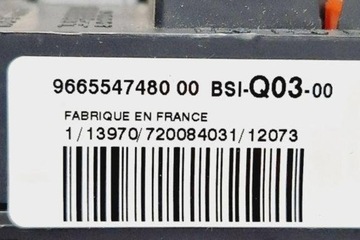 9665547480 00 BSI-Q03-00
FABRIQUE EN FRANCE
1/13970/720084031/12073